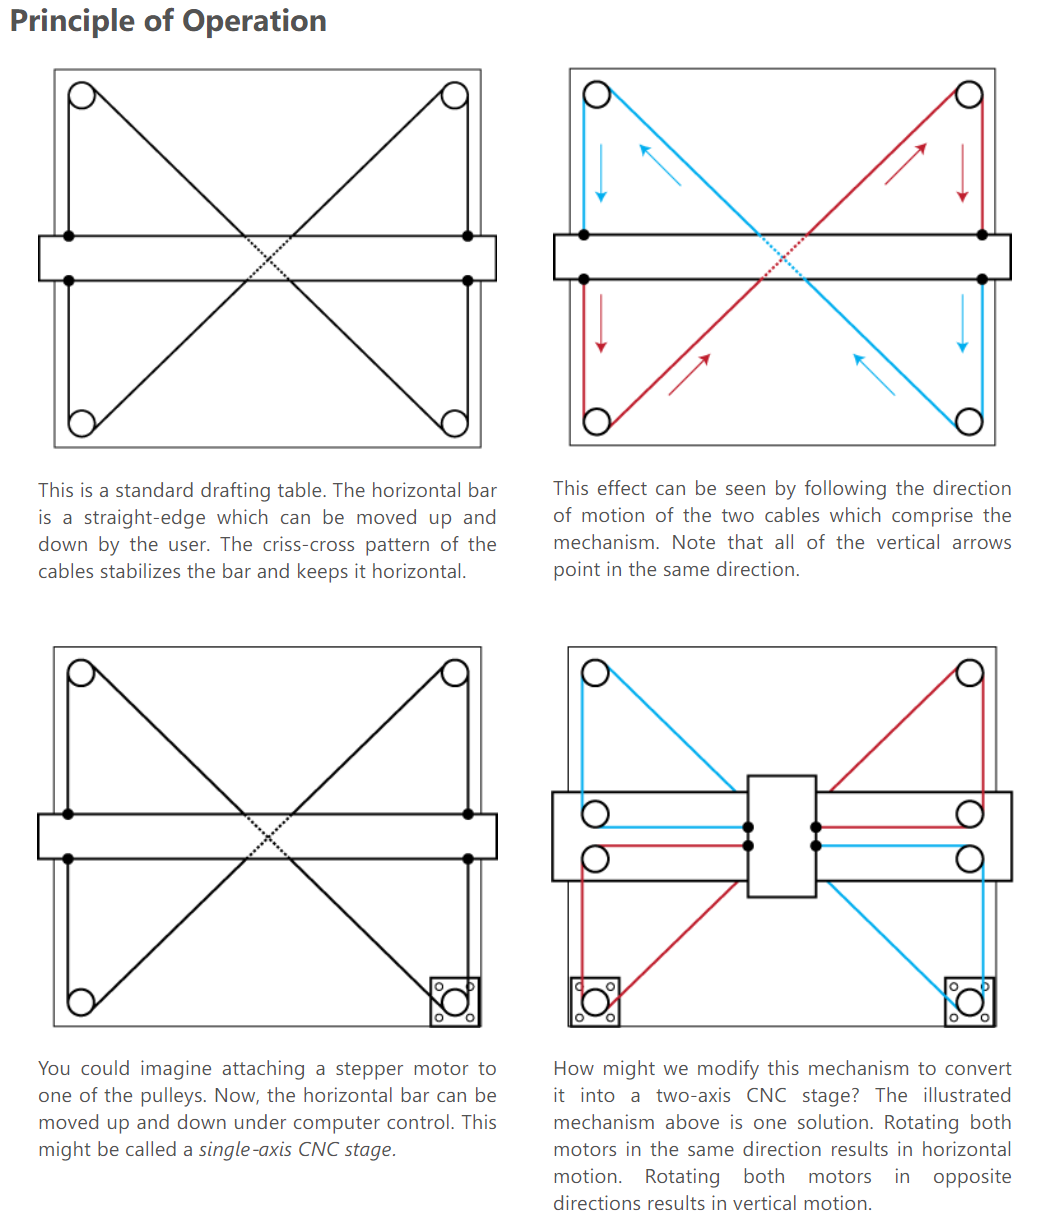 Principle of Operation
This is a standard drafting table. The horizontal bar
is a straight-edge which can be moved up and
down by the user. The criss-cross pattern of the
cables stabilizes the bar and keeps it horizontal.
This effect can be seen by following the direction
of motion of the two cables which comprise the
mechanism. Note that all of the vertical arrows
point in the same direction.
You could imagine attaching a stepper motor to
one of the pulleys. Now, the horizontal bar can be
moved up and down under computer control. This
might be called a single-axis CNC stage.
How might we modify this mechanism to convert
it into a two-axis CNC stage? The illustrated
mechanism above is one solution. Rotating both
motors in the same direction results in horizontal
motion. Rotating both motors in opposite
directions results in vertical motion.